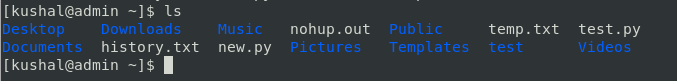 [kushal@admin ~]$ ls
Desktop Downloads Music nohup.out Public temp.txt test.py
Documents history.txt new.py Pictures Templates test Videos
[kushal@admin ~]$